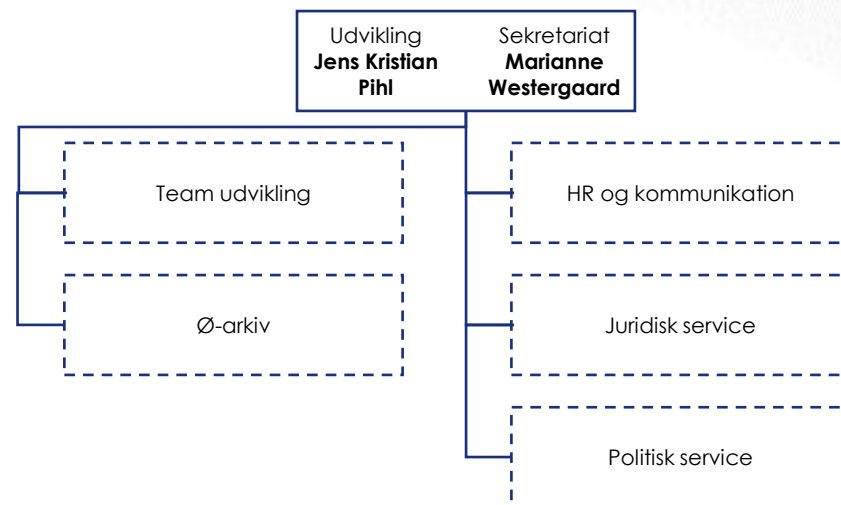 Udvikling
Jens Kristian
Pihl
Sekretariat
Marianne
Westergaard
Team udvikling
HR og kommunikation
Ø-arkiv
Juridisk service
Politisk service